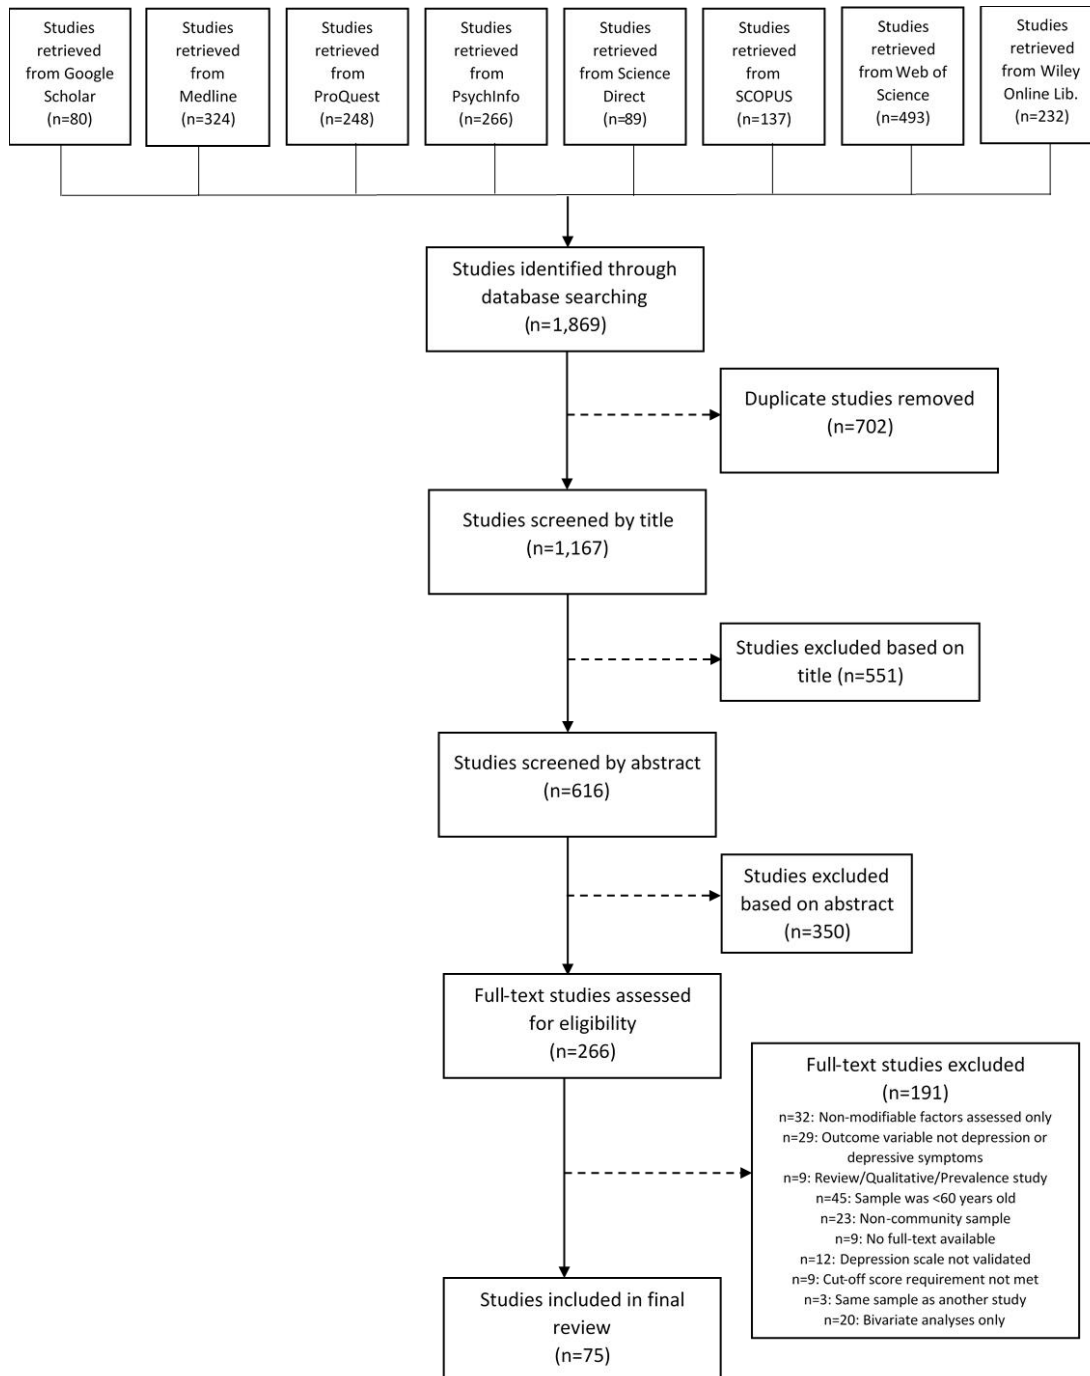 Studies
retrieved
from Google
Scholar
(n=80)
Studies
retrieved
from
Medline
(n=324)
Studies
retrieved
from
ProQuest
(n=248)
Studies
retrieved
from
PsychInfo
(n=266)
Studies
retrieved
from Science
Direct
(n=89)
Studies
retrieved
from
SCOPUS
(n=137)
Studies
retrieved
from Web of
Science
(n=493)
Studies
retrieved
from Wiley
Online Lib.
(n=232)
Studies identified through
database searching
(n=1,869)
Duplicate studies removed
(n=702)
Studies screened by title
(n=1,167)
Studies excluded based on
title (n=551)
Studies screened by abstract
(n=616)
Studies excluded
based on abstract
(n=350)
Full-text studies assessed
for eligibility
(n=266)
Full-text studies excluded
(n=191)
n=32: Non-modifiable factors assessed only
n=29: Outcome variable not depression or
depressive symptoms
n=9: Review/Qualitative/Prevalence study
n=45: Sample was <60 years old
n=23: Non-community sample
n=9: No full-text available
n=12: Depression scale not validated
n=9: Cut-off score requirement not met
n=3: Same sample as another study
n=20: Bivariate analyses only
Studies included in final
review
(n=75)